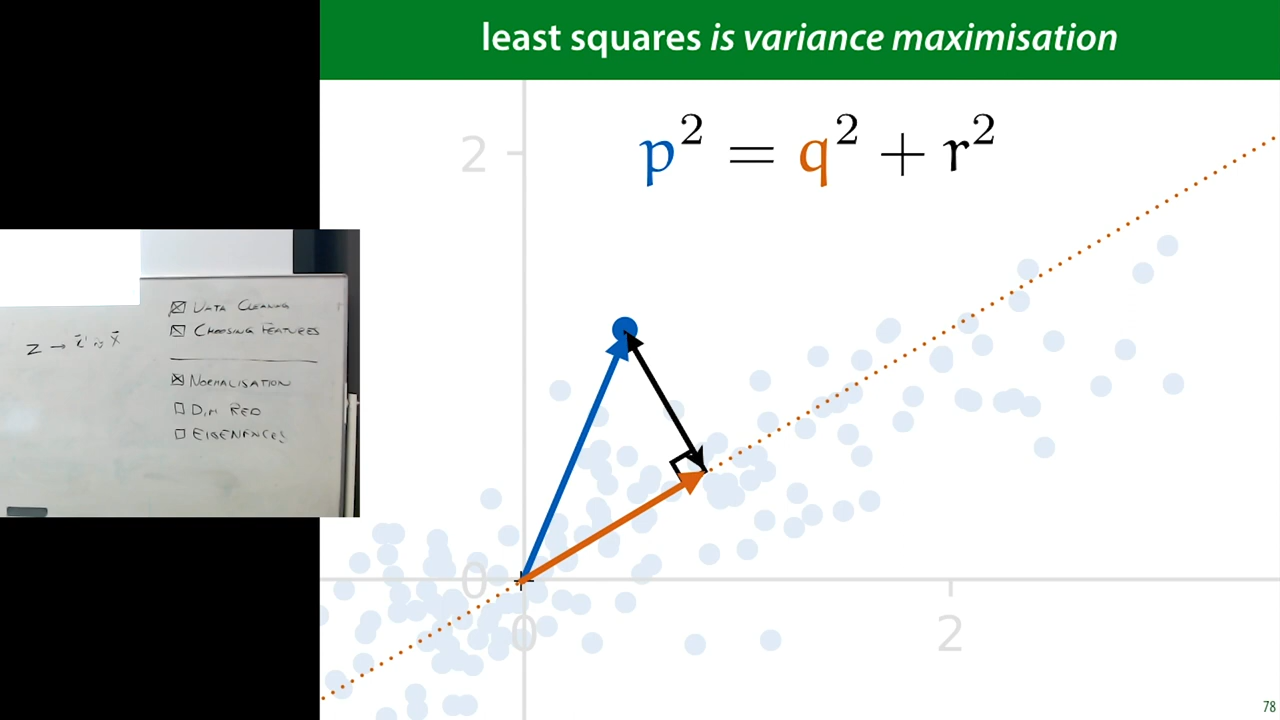 least squares is variance maximisation
p² = q² + r²
2
0
0
2
78
☒ DATA CLEANING
☒ CHOOSING FEATURES
☒ NORMALISATION
☐ DIM RED
☐ EIGENFACES